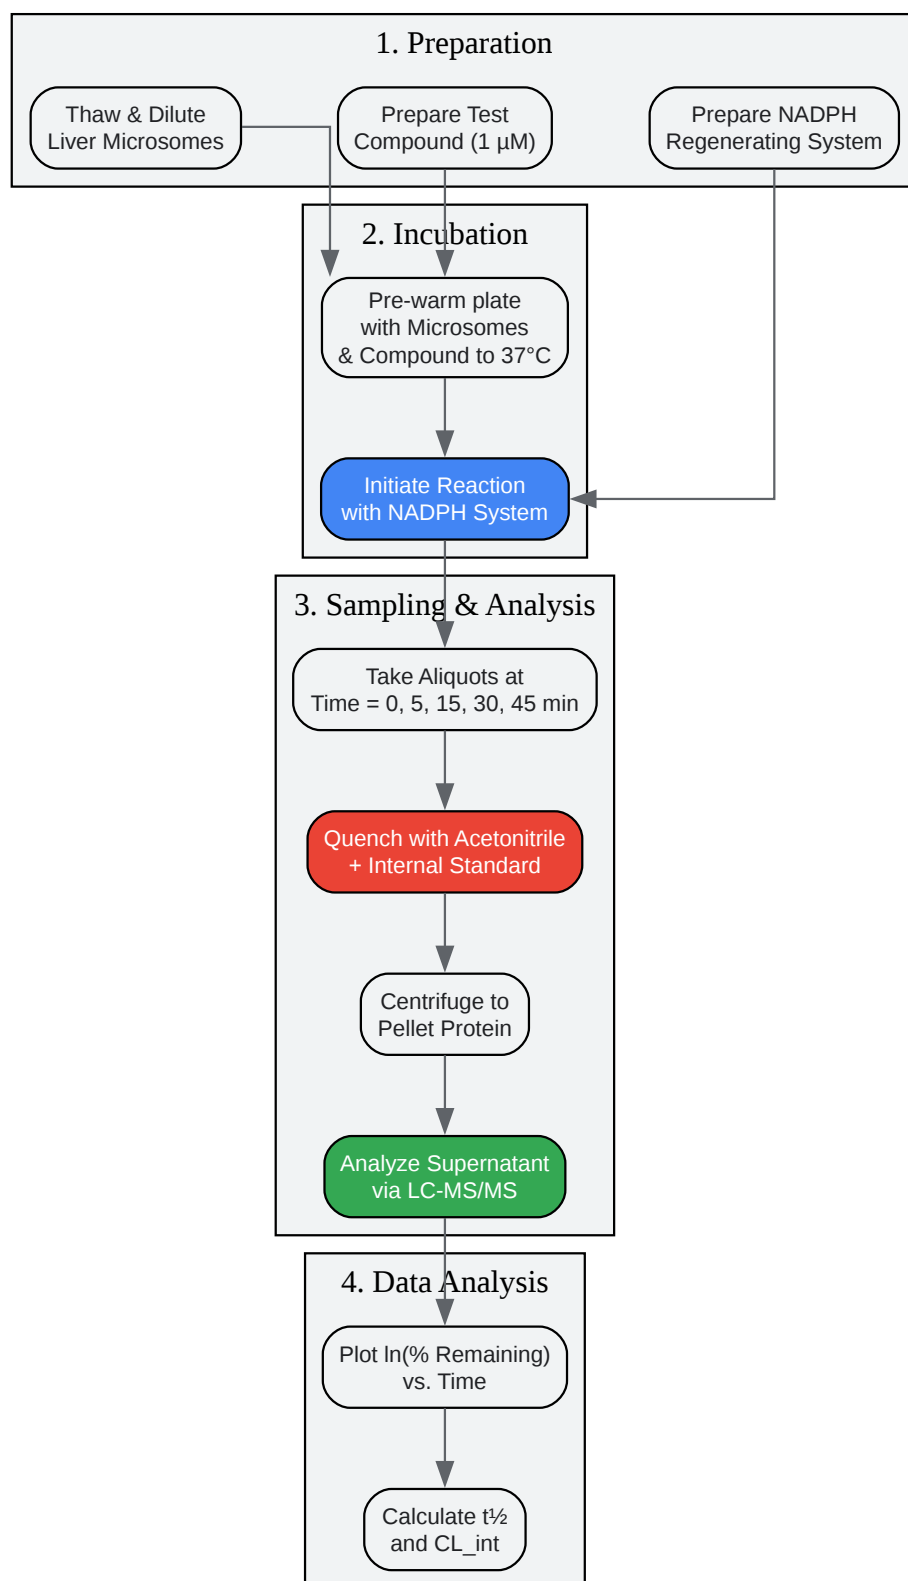 1. Preparation
Thaw & Dilute
Liver Microsomes
Prepare Test
Compound (1 µM)
Prepare NADPH
Regenerating System
2. Incubation
Pre-warm plate
with Microsomes
& Compound to 37°C
Initiate Reaction
with NADPH System
3. Sampling & Analysis
Take Aliquots at
Time = 0, 5, 15, 30, 45 min
Quench with Acetonitrile
+ Internal Standard
Centrifuge to
Pellet Protein
Analyze Supernatant
via LC-MS/MS
4. Data Analysis
Plot ln(% Remaining)
vs. Time
Calculate t½
and CL_int